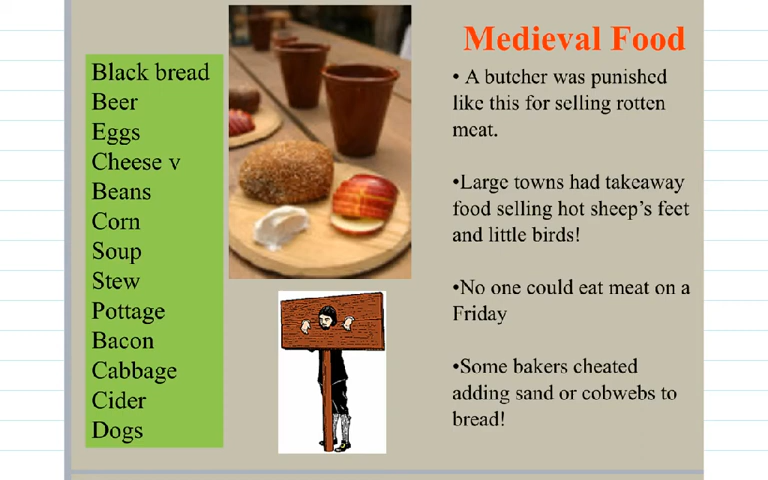 Medieval Food
Black bread
Beer
Eggs
Cheese v
Beans
Corn
Soup
Stew
Pottage
Bacon
Cabbage
Cider
Dogs
• A butcher was punished
like this for selling rotten
meat.
•Large towns had takeaway
food selling hot sheep's feet
and little birds!
•No one could eat meat on a
Friday
•Some bakers cheated
adding sand or cobwebs to
bread!